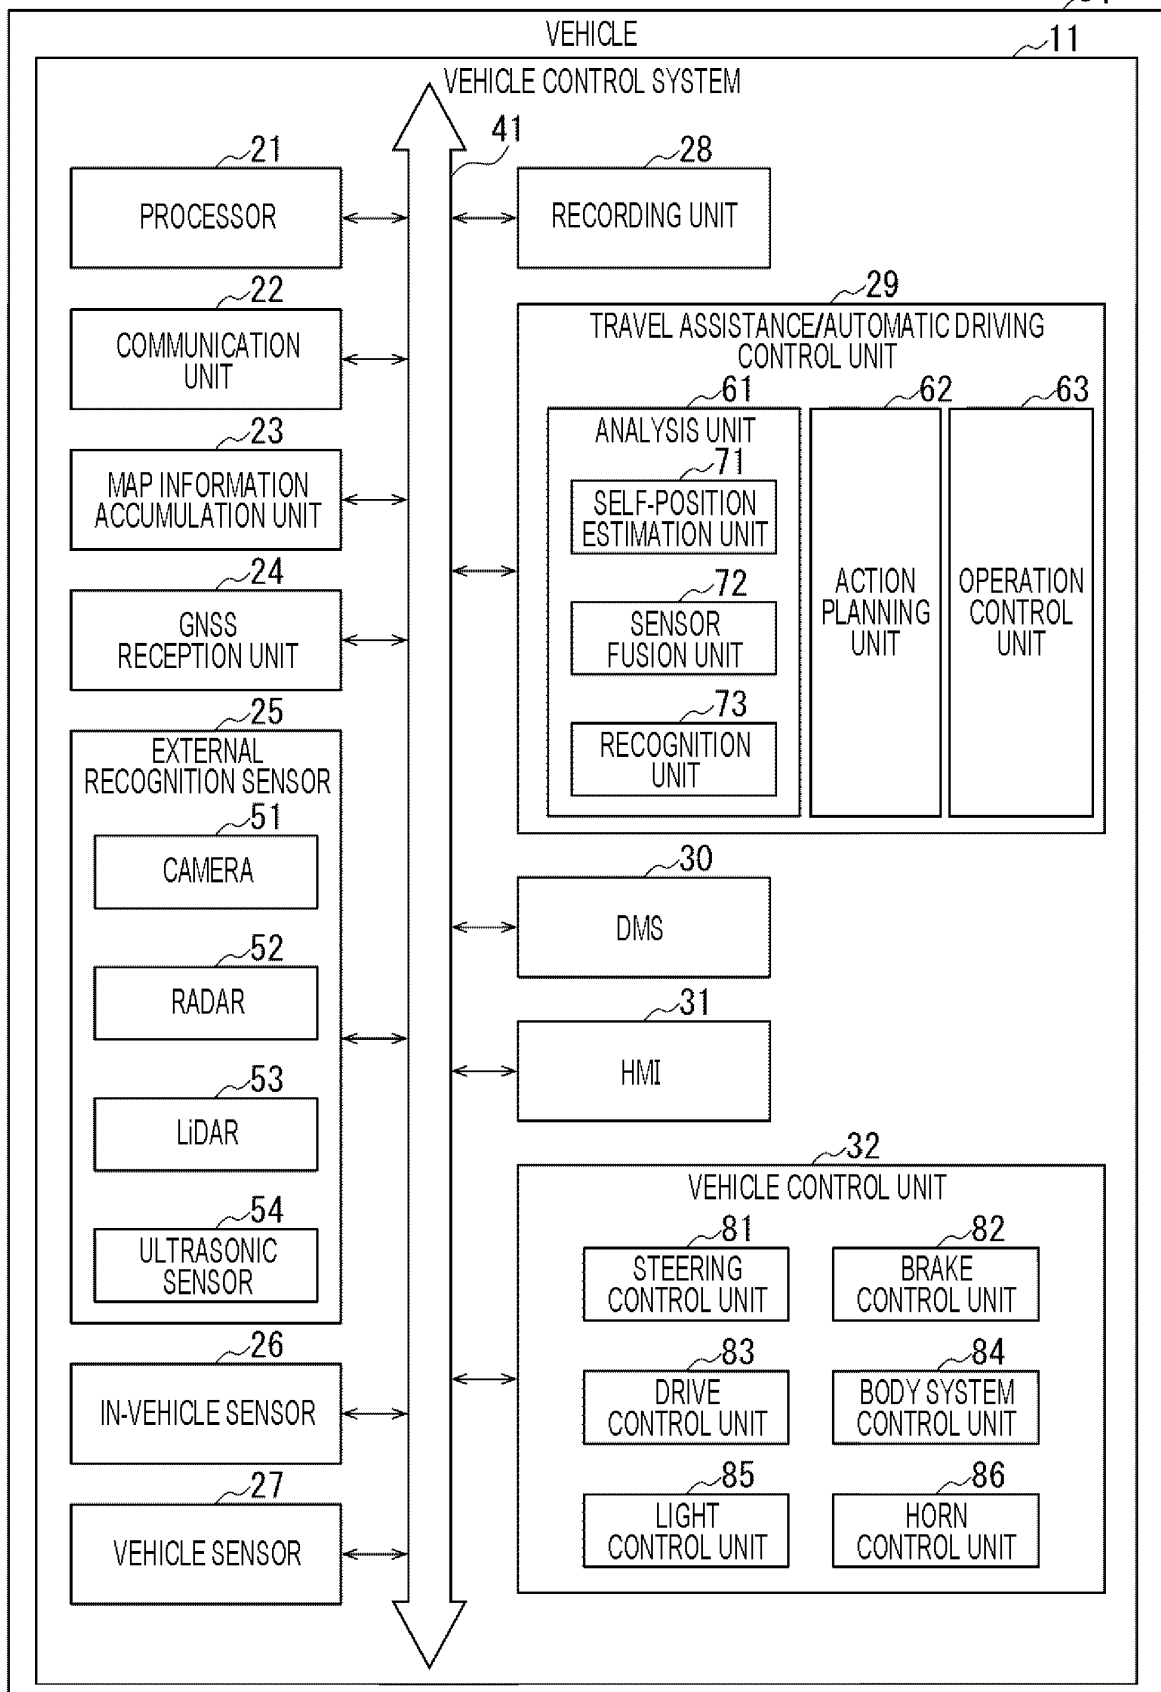 VEHICLE
11
VEHICLE CONTROL SYSTEM
41
21
PROCESSOR
22
COMMUNICATION
UNIT
23
MAP INFORMATION
ACCUMULATION UNIT
24
GNSS
RECEPTION UNIT
25
EXTERNAL
RECOGNITION SENSOR
51
CAMERA
52
RADAR
53
LiDAR
54
ULTRASONIC
SENSOR
26
IN-VEHICLE SENSOR
27
VEHICLE SENSOR
28
RECORDING UNIT
29
TRAVEL ASSISTANCE/AUTOMATIC DRIVING
CONTROL UNIT
61
ANALYSIS UNIT
71
SELF-POSITION
ESTIMATION UNIT
72
SENSOR
FUSION UNIT
73
RECOGNITION
UNIT
62
ACTION
PLANNING
UNIT
63
OPERATION
CONTROL
UNIT
30
DMS
31
HMI
32
VEHICLE CONTROL UNIT
81
STEERING
CONTROL UNIT
82
BRAKE
CONTROL UNIT
83
DRIVE
CONTROL UNIT
84
BODY SYSTEM
CONTROL UNIT
85
LIGHT
CONTROL UNIT
86
HORN
CONTROL UNIT